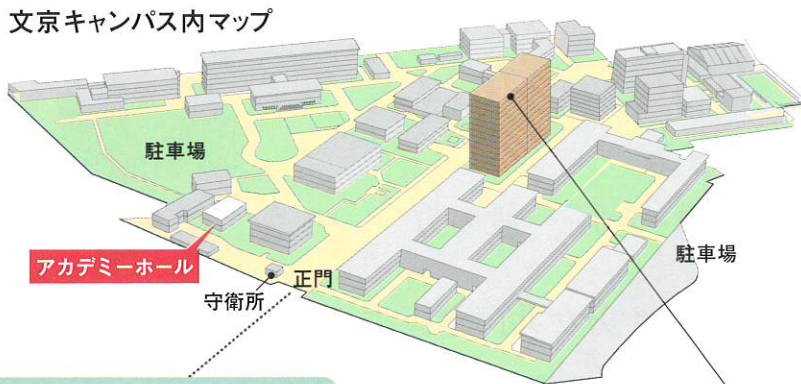 文京キャンパス内マップ
駐車場
アカデミーホール
守衛所
正門
駐車場